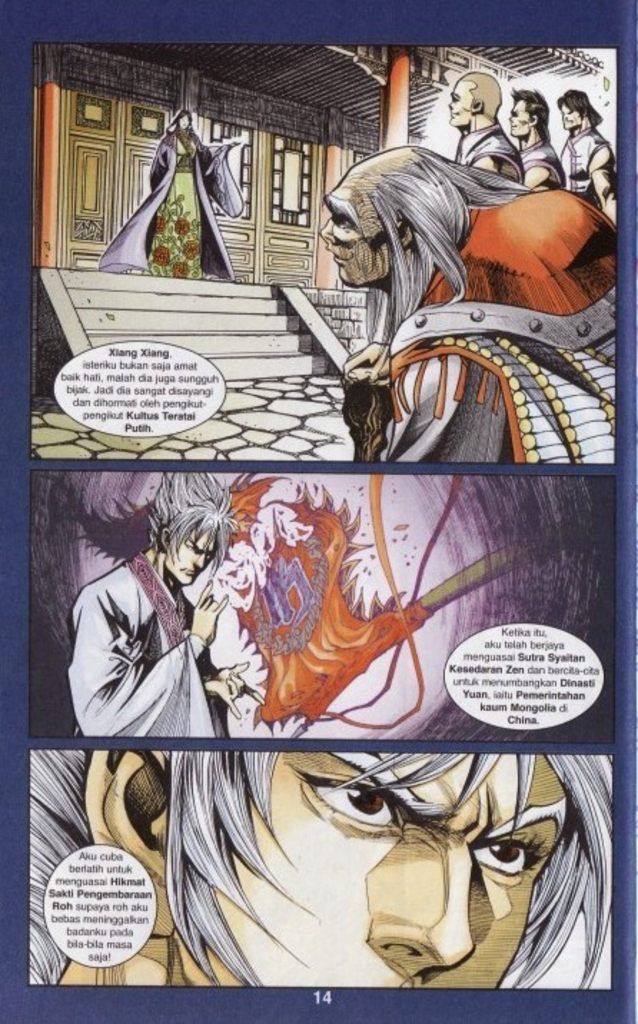 Xiang Xiang,
isteriku bukan saja amat
baik hati, malah dia juga sungguh
bijak. Jadi dia sangat disayangi
dan dihormati oleh pengikut-
pengikut Kultus Teratai
Putih.
Ketika itu,
aku telah berjaya
menguasai Sutra Syaitan
Kesedaran Zen dan bercita-cita
untuk menumbangkan Dinasti
Yuan, iaitu Pemerintahan
kaum Mongolia di
China.
Aku cuba
berlatih untuk
menguasai Hikmat
Sakti Pengembaraan
Roh supaya roh aku
bebas meninggalkan
badanku pada
bila-bila masa
saja!
14